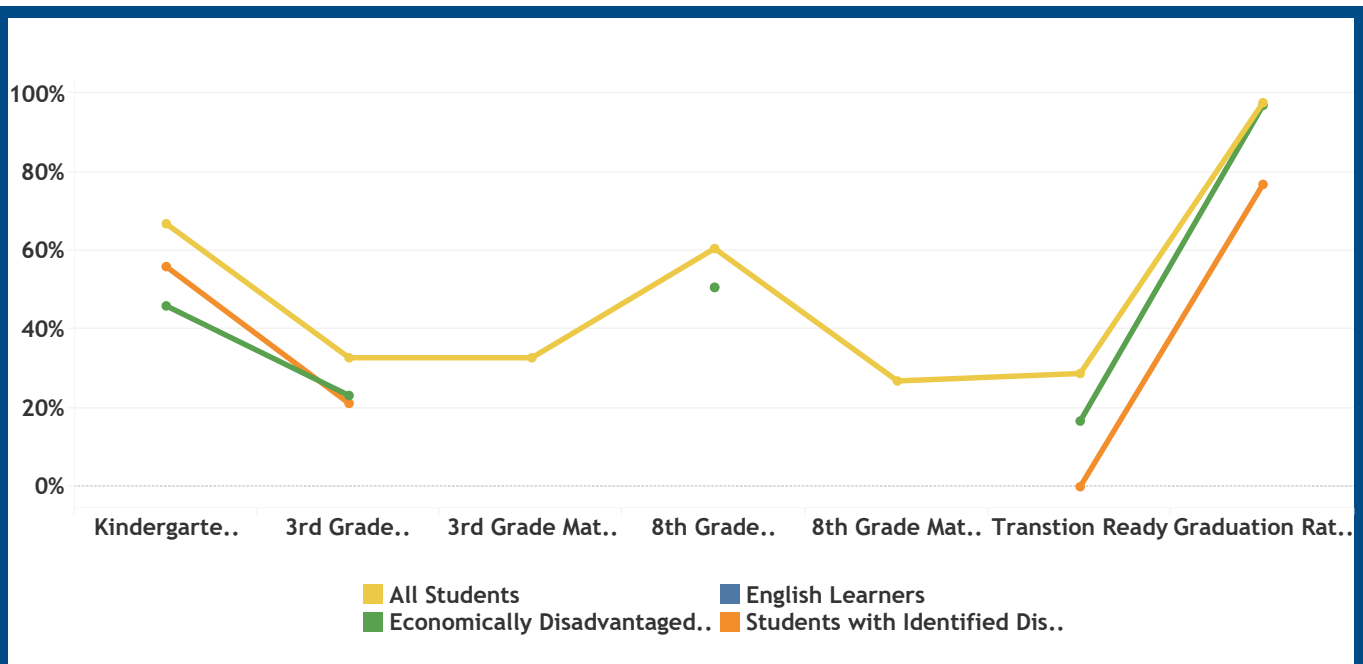 100%
80%
60%
40%
20%
0%
Kindergarte.. 3rd Grade.. 3rd Grade Mat.. 8th Grade.. 8th Grade Mat.. Transtion Ready Graduation Rat..
All Students English Learners
Economically Disadvantaged.. Students with Identified Dis..